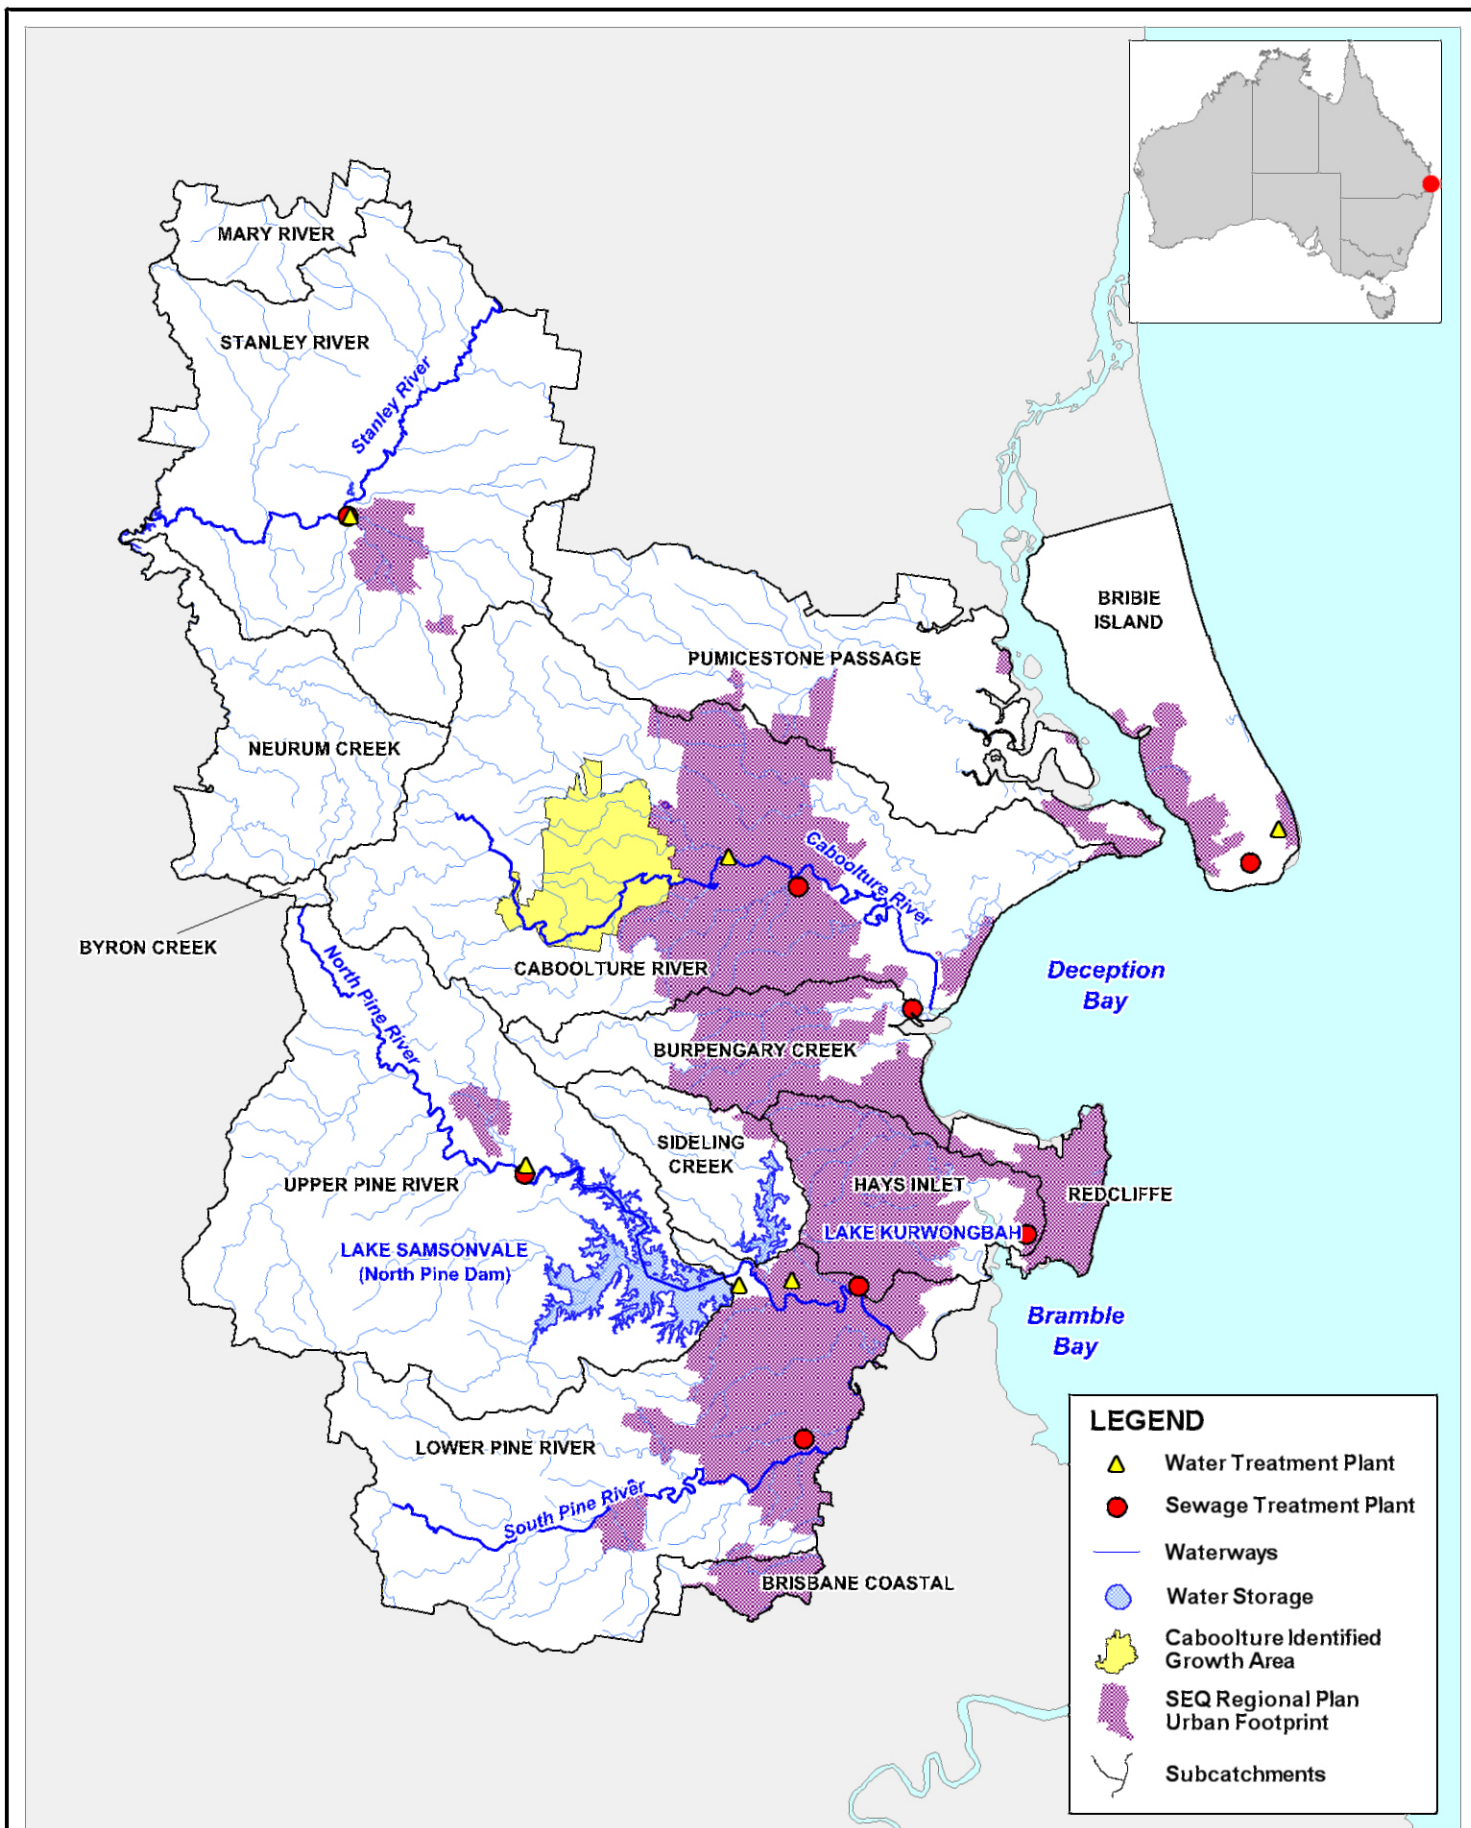 MARY RIVER
STANLEY RIVER
Stanley River
BRIBIE
ISLAND
PUMICESTONE PASSAGE
NEURUM CREEK
Caboolture River
BYRON CREEK
CABOOLTURE RIVER
North Pine River
Deception
Bay
BURPENGARY CREEK
SIDELING
CREEK
UPPER PINE RIVER
HAYS INLET
REDCLIFFE
LAKE KURWONGBAH
LAKE SAMSONVALE
(North Pine Dam)
Bramble
Bay
LOWER PINE RIVER
South Pine River
BRISBANE COASTAL
LEGEND
Water Treatment Plant
Sewage Treatment Plant
Waterways
Water Storage
Caboolture Identified
Growth Area
SEQ Regional Plan
Urban Footprint
Subcatchments